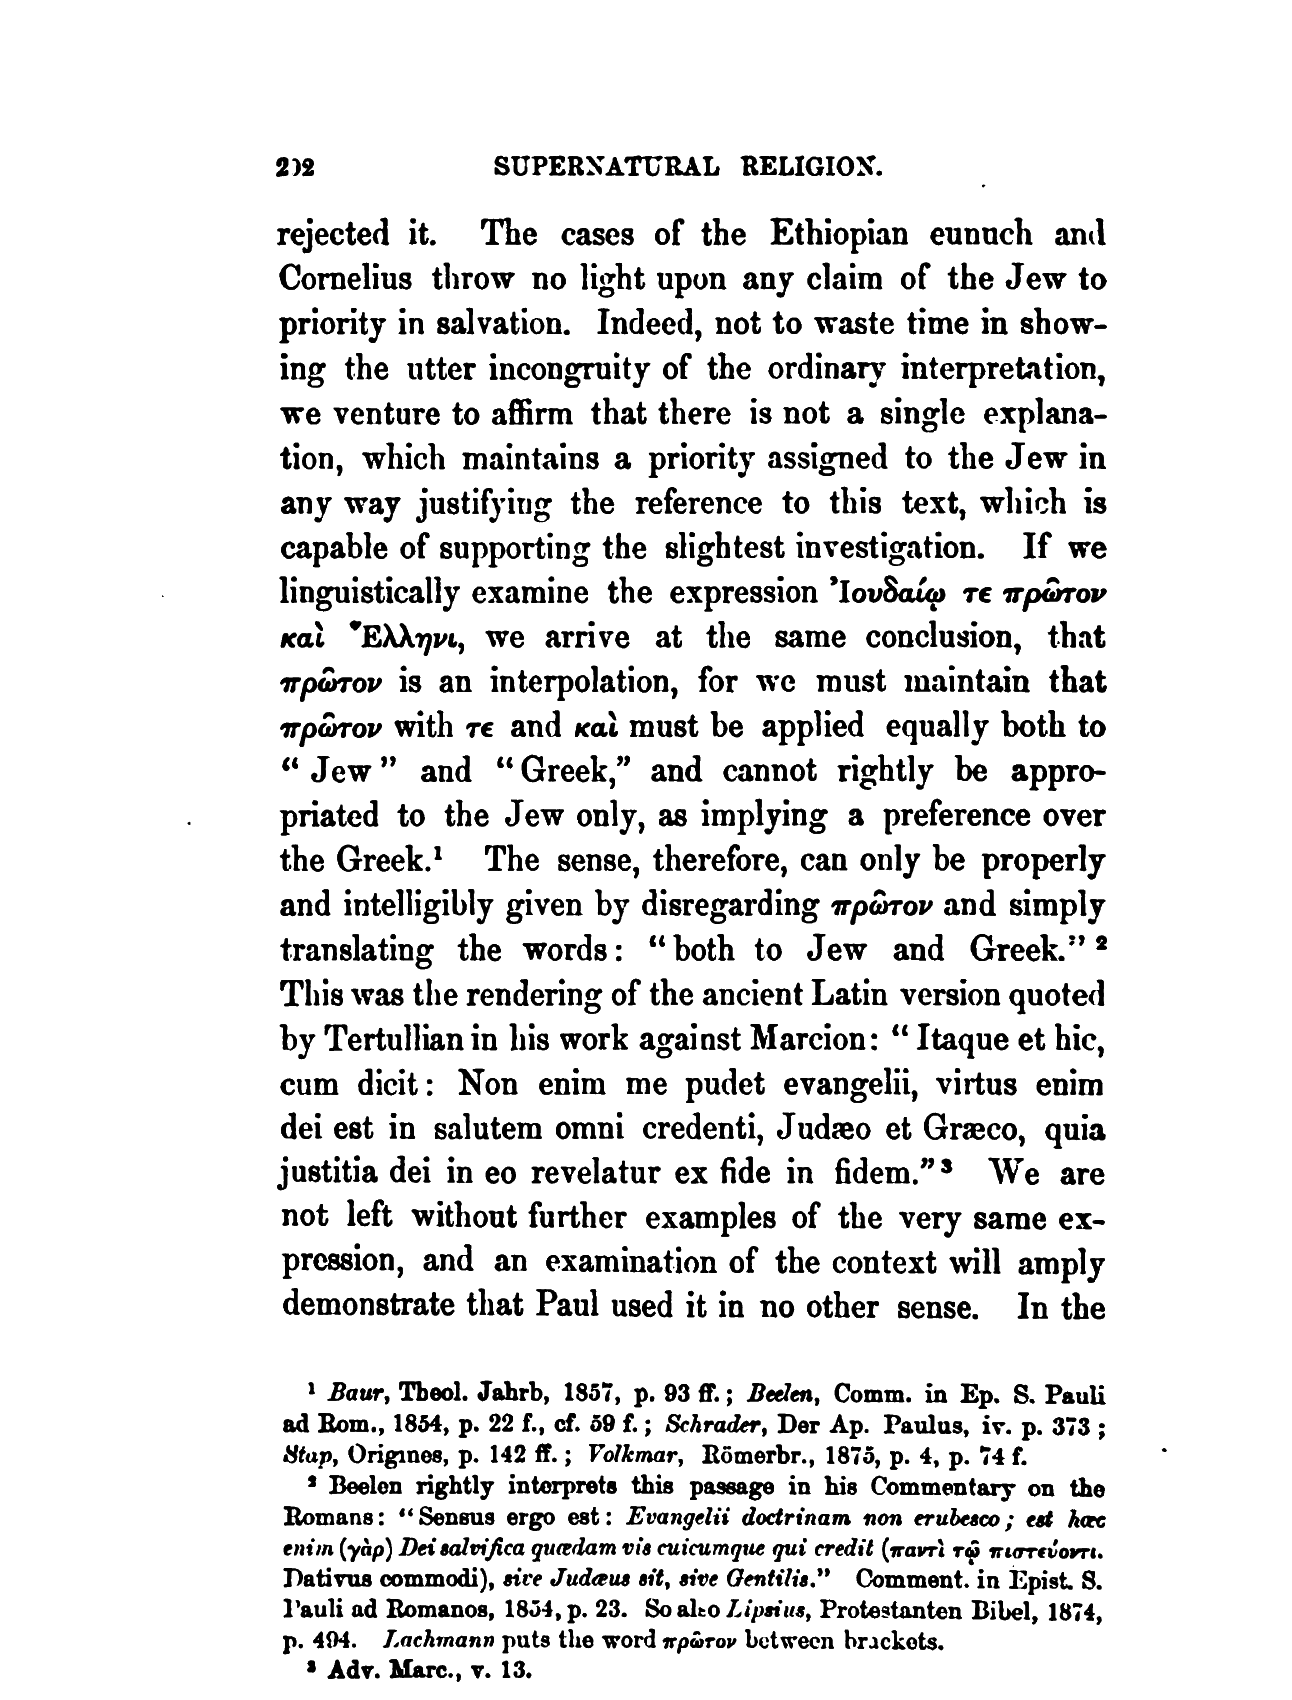 202 SUPERNATURAL RELIGION.
rejected it. The cases of the Ethiopian eunuch and
Cornelius throw no light upon any claim of the Jew to
priority in salvation. Indeed, not to waste time in show-
ing the utter incongruity of the ordinary interpretation,
we venture to affirm that there is not a single explana-
tion, which maintains a priority assigned to the Jew in
any way justifying the reference to this text, which is
capable of supporting the slightest investigation. If we
linguistically examine the expression Ἰουδαίῳ τε πρῶτον
καὶ Ἕλληνι, we arrive at the same conclusion, that
πρῶτον is an interpolation, for we must maintain that
πρῶτον with τε and καὶ must be applied equally both to
“ Jew ” and “ Greek,” and cannot rightly be appro-
priated to the Jew only, as implying a preference over
the Greek.¹ The sense, therefore, can only be properly
and intelligibly given by disregarding πρῶτον and simply
translating the words: “both to Jew and Greek.” ²
This was the rendering of the ancient Latin version quoted
by Tertullian in his work against Marcion: “ Itaque et hic,
cum dicit: Non enim me pudet evangelii, virtus enim
dei est in salutem omni credenti, Judæo et Græco, quia
justitia dei in eo revelatur ex fide in fidem.” ³ We are
not left without further examples of the very same ex-
pression, and an examination of the context will amply
demonstrate that Paul used it in no other sense. In the
¹ Baur, Theol. Jahrb, 1857, p. 93 ff.; Beelen, Comm. in Ep. S. Pauli
ad Rom., 1854, p. 22 f., cf. 59 f.; Schrader, Der Ap. Paulus, iv. p. 373;
Stap, Origines, p. 142 ff.; Volkmar, Römerbr., 1875, p. 4, p. 74 f.
² Beelen rightly interprets this passage in his Commentary on the
Romans: “Sensus ergo est: Evangelii doctrinam non erubesco; est hæc
enim (γὰρ) Dei salvifica quædam vis cuicumque qui credit (παντὶ τῷ πιστεύοντι.
Dativus commodi), sive Judæus sit, sive Gentilis.” Comment. in Epist. S.
Pauli ad Romanos, 1854, p. 23. So also Lipsius, Protestanten Bibel, 1874,
p. 494. Lachmann puts the word πρῶτον between brackets.
³ Adv. Marc., v. 13.